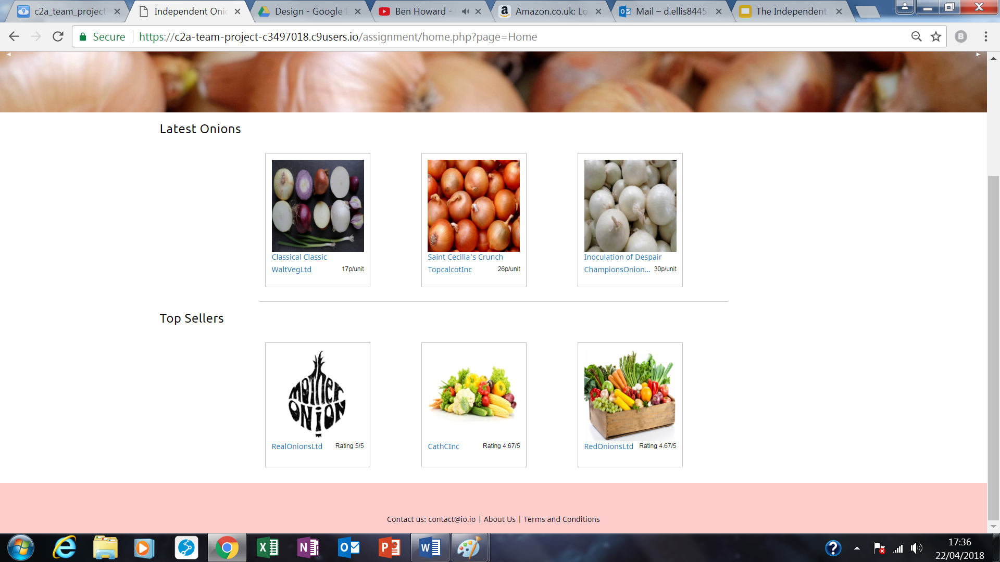 c2a_team_project
Independent Oni
Design - Google D
Ben Howard -
Amazon.co.uk: Lo
Mail – d.ellis8445
The Independent
Secure
https://c2a-team-project-c3497018.c9users.io/assignment/home.php?page=Home
Latest Onions
Classical Classic
WaltVegLtd 17p/unit
Saint Cecilia's Crunch
TopcalcotInc 26p/unit
Inoculation of Despair
ChampionsOnion... 30p/unit
Top Sellers
MOTHER
ONION
RealOnionsLtd Rating 5/5
CathCInc Rating 4.67/5
RedOnionsLtd Rating 4.67/5
Contact us: contact@io.io | About Us | Terms and Conditions
17:36
22/04/2018